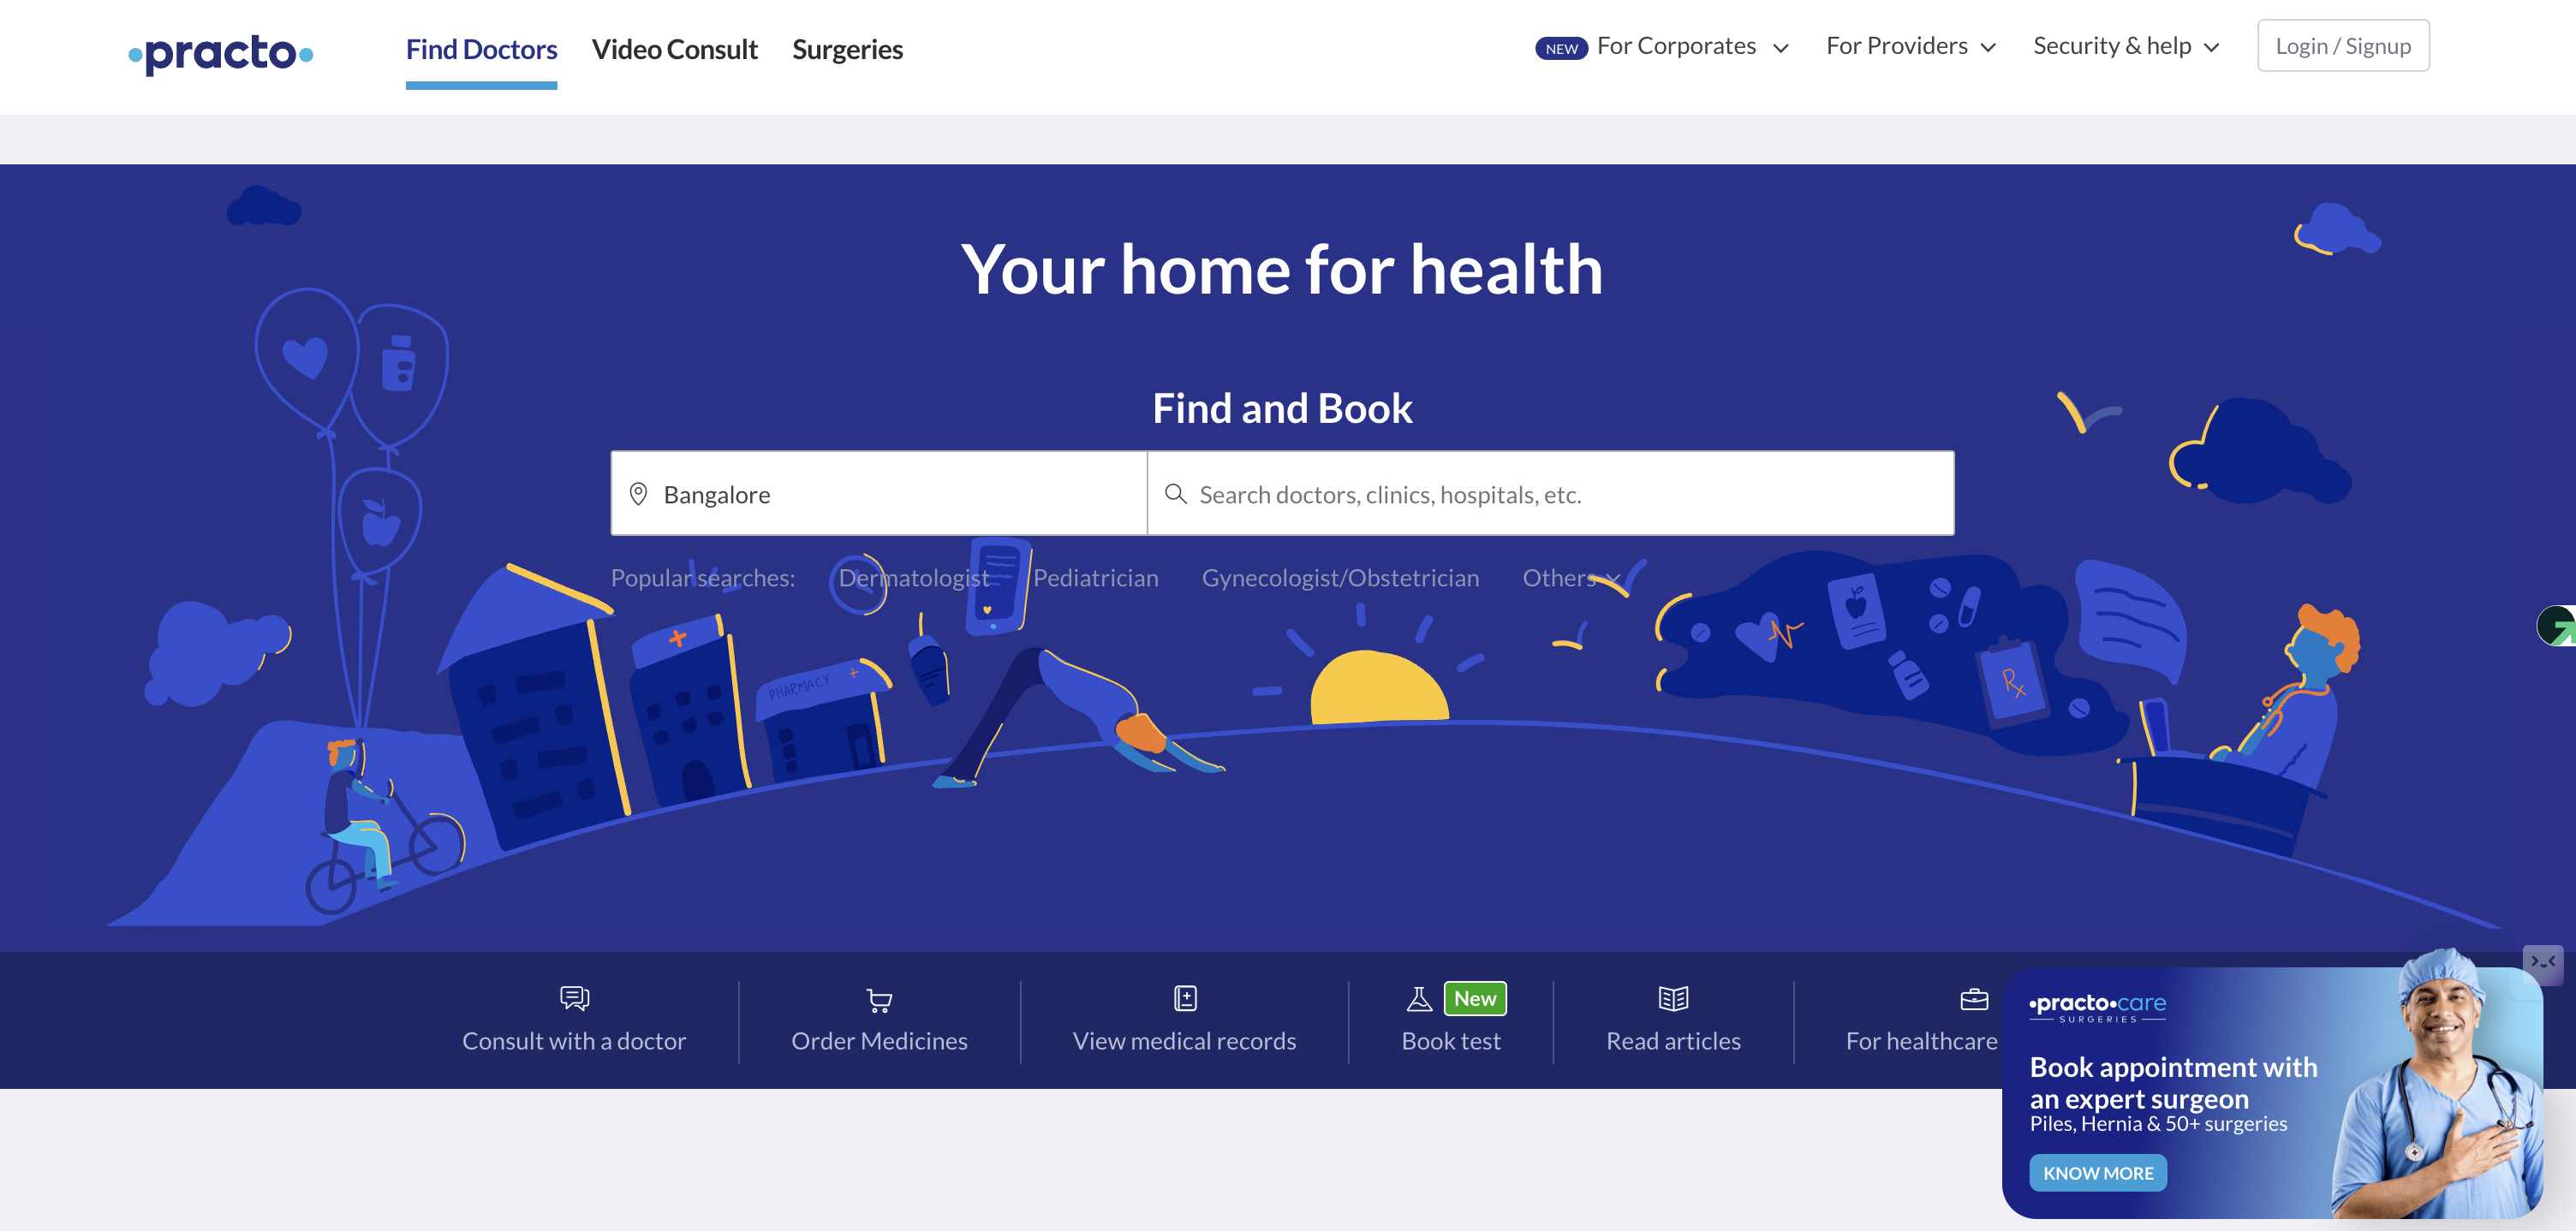 practo
Find Doctors
Video Consult
Surgeries
NEW For Corporates
For Providers
Security & help
Login / Signup
Your home for health
Find and Book
Bangalore
Search doctors, clinics, hospitals, etc.
Popular searches:
Dermatologist
Pediatrician
Gynecologist/Obstetrician
Others
PHARMACY
Rx
Consult with a doctor
Order Medicines
View medical records
New
Book test
Read articles
For healthcare
practo care
SURGERIES
Book appointment with
an expert surgeon
Piles, Hernia & 50+ surgeries
KNOW MORE